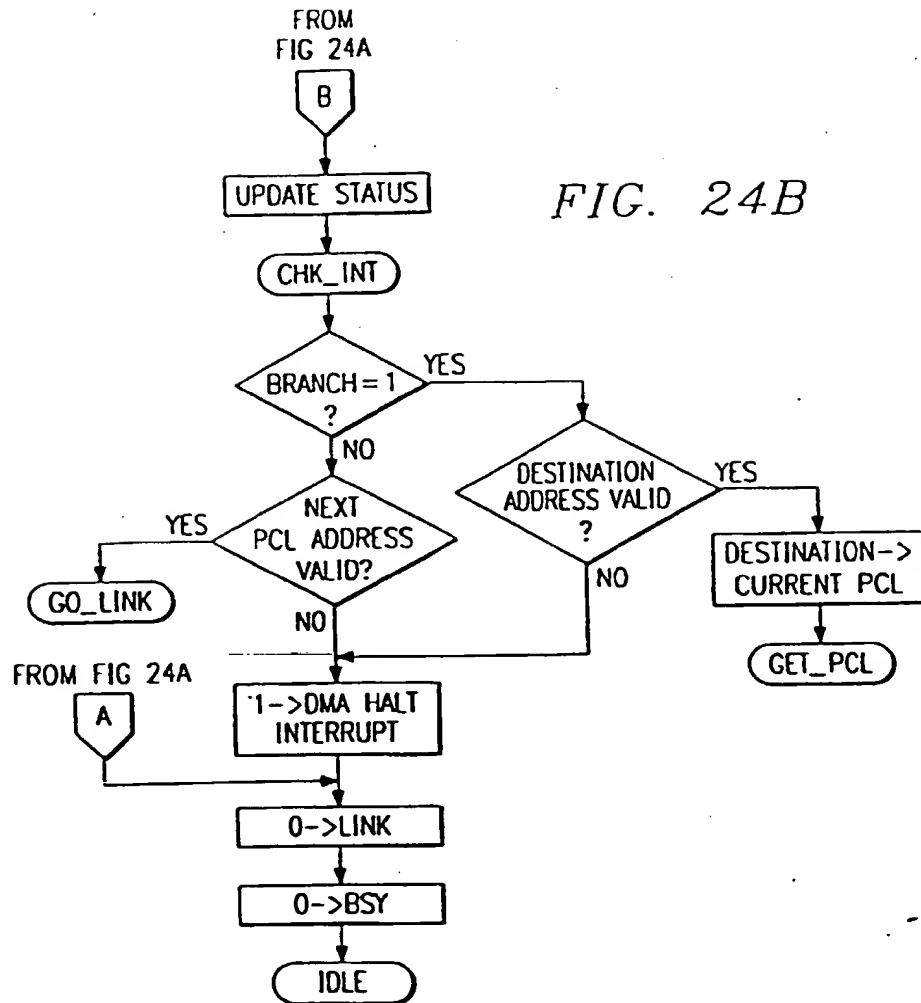 FROM
FIG 24A
B
UPDATE STATUS
FIG. 24B
CHK_INT
BRANCH = 1
?
YES
NO
DESTINATION
ADDRESS VALID
?
YES
NO
NEXT
PCL ADDRESS
VALID?
YES
NO
GO_LINK
DESTINATION->
CURRENT PCL
GET_PCL
FROM FIG 24A
A
1->DMA HALT
INTERRUPT
0->LINK
0->BSY
IDLE